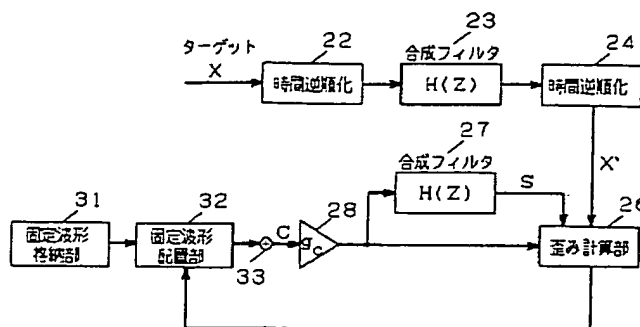 23
22
24
ターゲット
X
合成フィルタ
時間逆順化
H(Z)
時間逆順化
27
合成フィルタ
X'
31
32
28
C
H(Z)
S
26
固定波形
格納部
固定波形
配置部
33
gc
歪み計算部